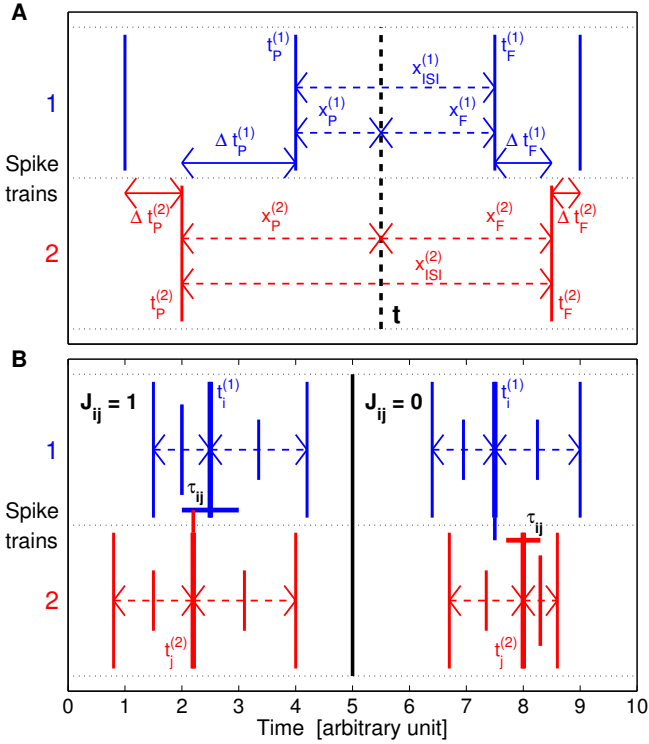 A
t_P^(1)
t_F^(1)
x_ISI^(1)
1
x_P^(1)
x_F^(1)
Δ t_P^(1)
Δ t_F^(1)
Spike
trains
Δ t_P^(2)
x_P^(2)
x_F^(2)
Δ t_F^(2)
2
x_ISI^(2)
t_P^(2)
t
t_F^(2)
B
J_ij = 1
t_i^(1)
J_ij = 0
t_i^(1)
1
τ_ij
Spike
trains
τ_ij
2
t_j^(2)
t_j^(2)
0 1 2 3 4 5 6 7 8 9 10
Time [arbitrary unit]